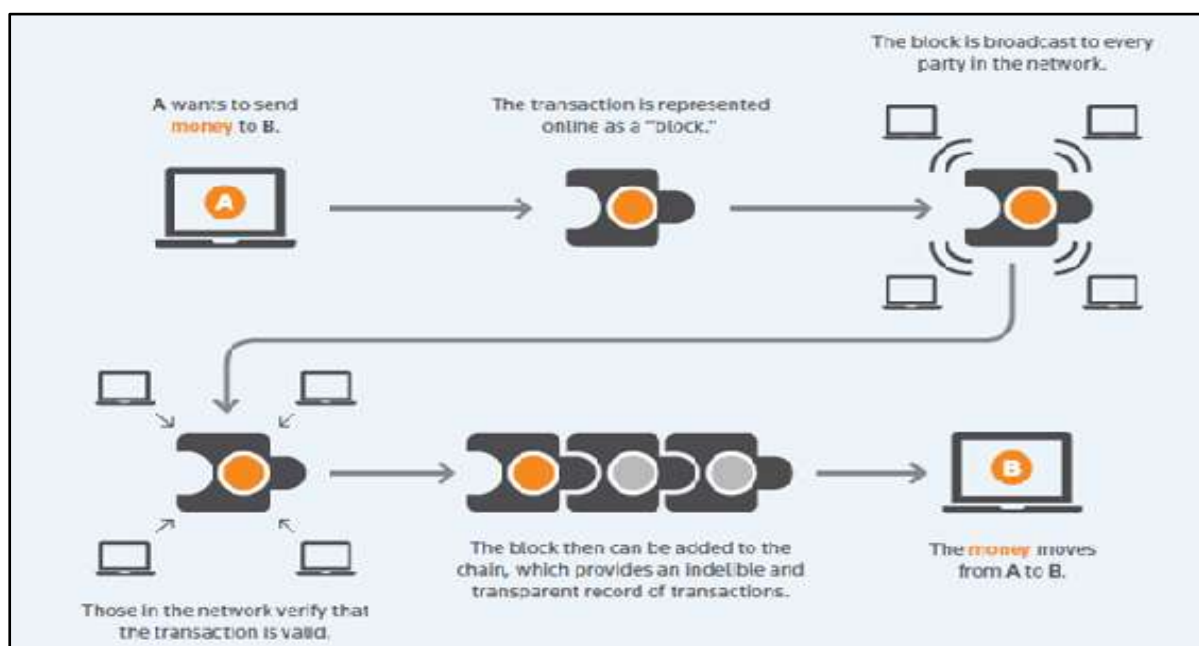 A wants to send
money to B.
A
The transaction is represented
online as a "block."
The block is broadcast to every
party in the network.
Those in the network verify that
the transaction is valid.
The block then can be added to the
chain, which provides an indelible and
transparent record of transactions.
B
The money moves
from A to B.